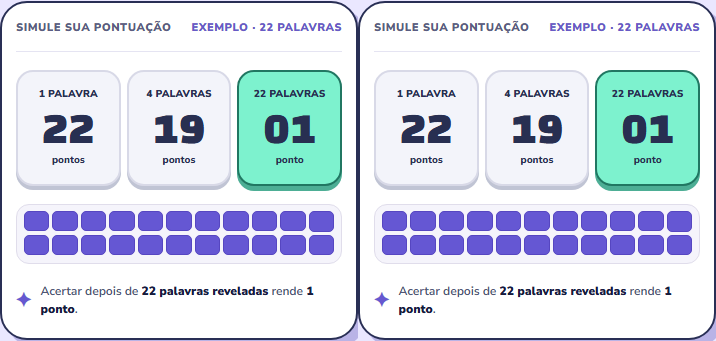 SIMULE SUA PONTUAÇÃO EXEMPLO · 22 PALAVRAS
1 PALAVRA 4 PALAVRAS 22 PALAVRAS
22 19 01
pontos pontos ponto
Acertar depois de 22 palavras reveladas rende 1
ponto.
SIMULE SUA PONTUAÇÃO EXEMPLO · 22 PALAVRAS
1 PALAVRA 4 PALAVRAS 22 PALAVRAS
22 19 01
pontos pontos ponto
Acertar depois de 22 palavras reveladas rende 1
ponto.